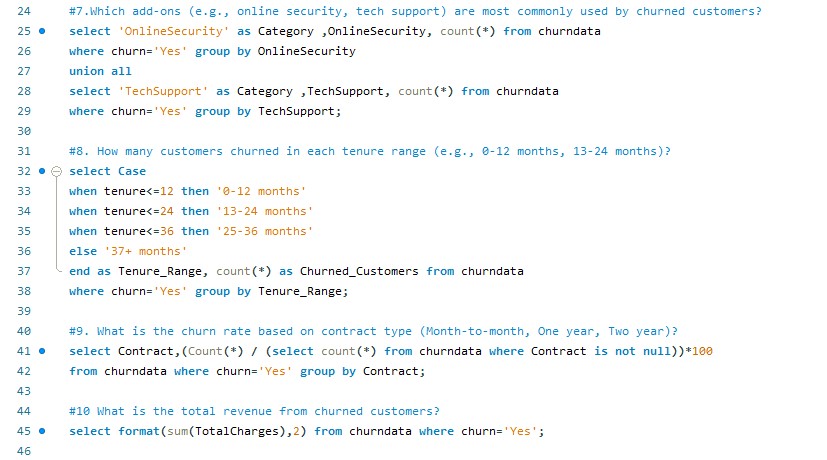 24 #7.Which add-ons (e.g., online security, tech support) are most commonly used by churned customers?
25 select 'OnlineSecurity' as Category ,OnlineSecurity, count(*) from churndata
26 where churn='Yes' group by OnlineSecurity
27 union all
28 select 'TechSupport' as Category ,TechSupport, count(*) from churndata
29 where churn='Yes' group by TechSupport;
30
31 #8. How many customers churned in each tenure range (e.g., 0-12 months, 13-24 months)?
32 select Case
33 when tenure<=12 then '0-12 months'
34 when tenure<=24 then '13-24 months'
35 when tenure<=36 then '25-36 months'
36 else '37+ months'
37 end as Tenure_Range, count(*) as Churned_Customers from churndata
38 where churn='Yes' group by Tenure_Range;
39
40 #9. What is the churn rate based on contract type (Month-to-month, One year, Two year)?
41 select Contract,(Count(*) / (select count(*) from churndata where Contract is not null))*100
42 from churndata where churn='Yes' group by Contract;
43
44 #10 What is the total revenue from churned customers?
45 select format(sum(TotalCharges),2) from churndata where churn='Yes';
46